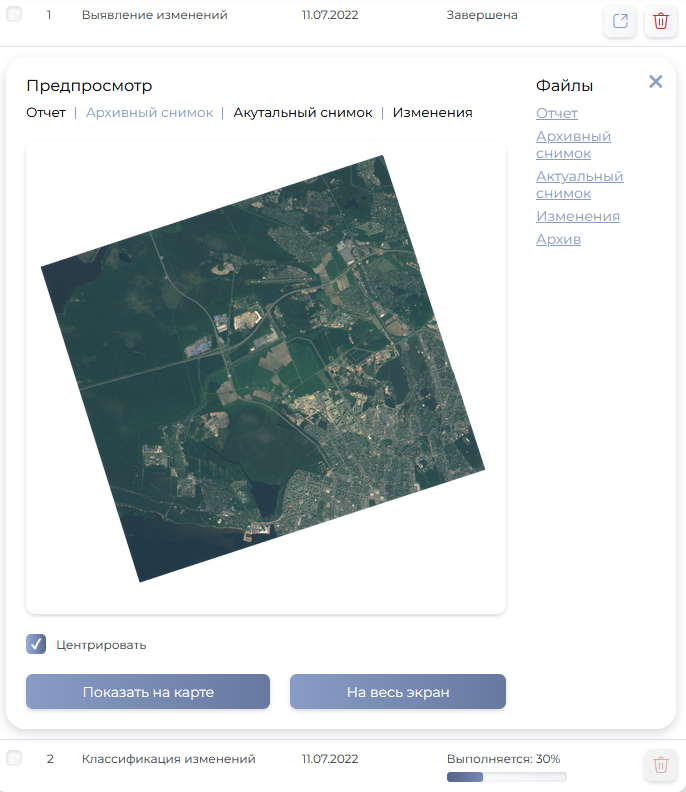 1 Выявление изменений 11.07.2022 Завершена
Предпросмотр
Отчет | Архивный снимок | Акутальный снимок | Изменения
Файлы
Отчет
Архивный
снимок
Актуальный
снимок
Изменения
Архив
Центрировать
Показать на карте
На весь экран
2 Классификация изменений 11.07.2022 Выполняется: 30%